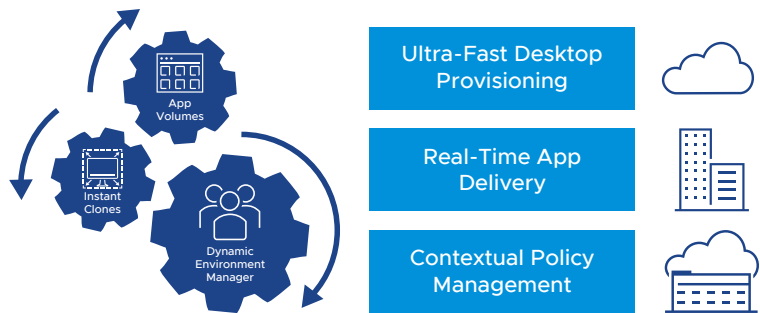 App
Volumes
Instant
Clones
Dynamic
Environment
Manager
Ultra-Fast Desktop
Provisioning
Real-Time App
Delivery
Contextual Policy
Management